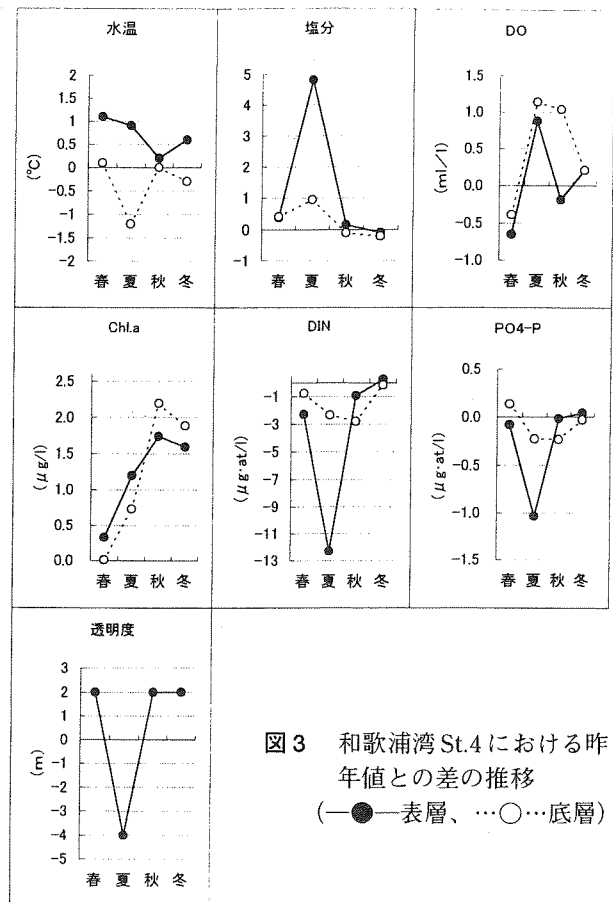 水温
2
1.5
1
0.5
0
-0.5
-1
-1.5
-2
(℃)
春 夏 秋 冬
塩分
5
4
3
2
1
0
-1
春 夏 秋 冬
DO
1.5
1.0
0.5
0.0
-0.5
-1.0
(ml/l)
春 夏 秋 冬
Chl.a
2.5
2.0
1.5
1.0
0.5
0.0
(μg/l)
春 夏 秋 冬
DIN
-1
-3
-5
-7
-9
-11
-13
(μg·at/l)
春 夏 秋 冬
PO4-P
0.5
0.0
-0.5
-1.0
-1.5
(μg·at/l)
春 夏 秋 冬
透明度
3
2
1
0
-1
-2
-3
-4
-5
(m)
春 夏 秋 冬
図3 和歌浦湾St.4における昨
年値との差の推移
(―●―表層、…○…底層)